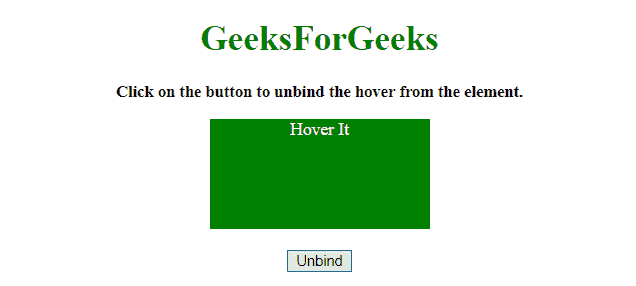 GeeksForGeeks
Click on the button to unbind the hover from the element.
Hover It
Unbind